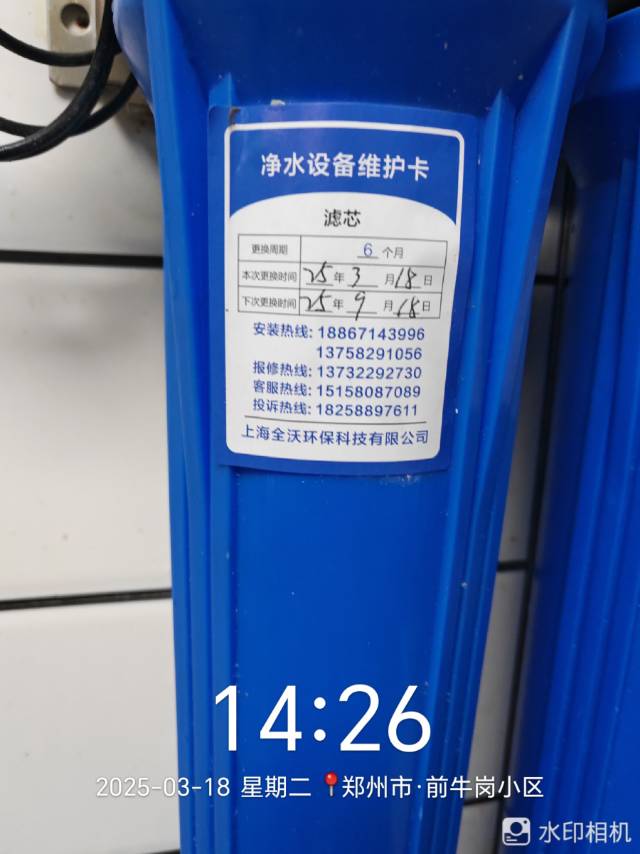 净水设备维护卡
滤芯
更换周期 6 个月
本次更换时间 25 年 3 月 18 日
下次更换时间 25 年 9 月 18 日
安装热线: 18867143996
13758291056
报修热线: 13732292730
客服热线: 15158087089
投诉热线: 18258897611
上海全沃环保科技有限公司
14:26
2025-03-18 星期二 📍郑州市·前牛岗小区
水印相机